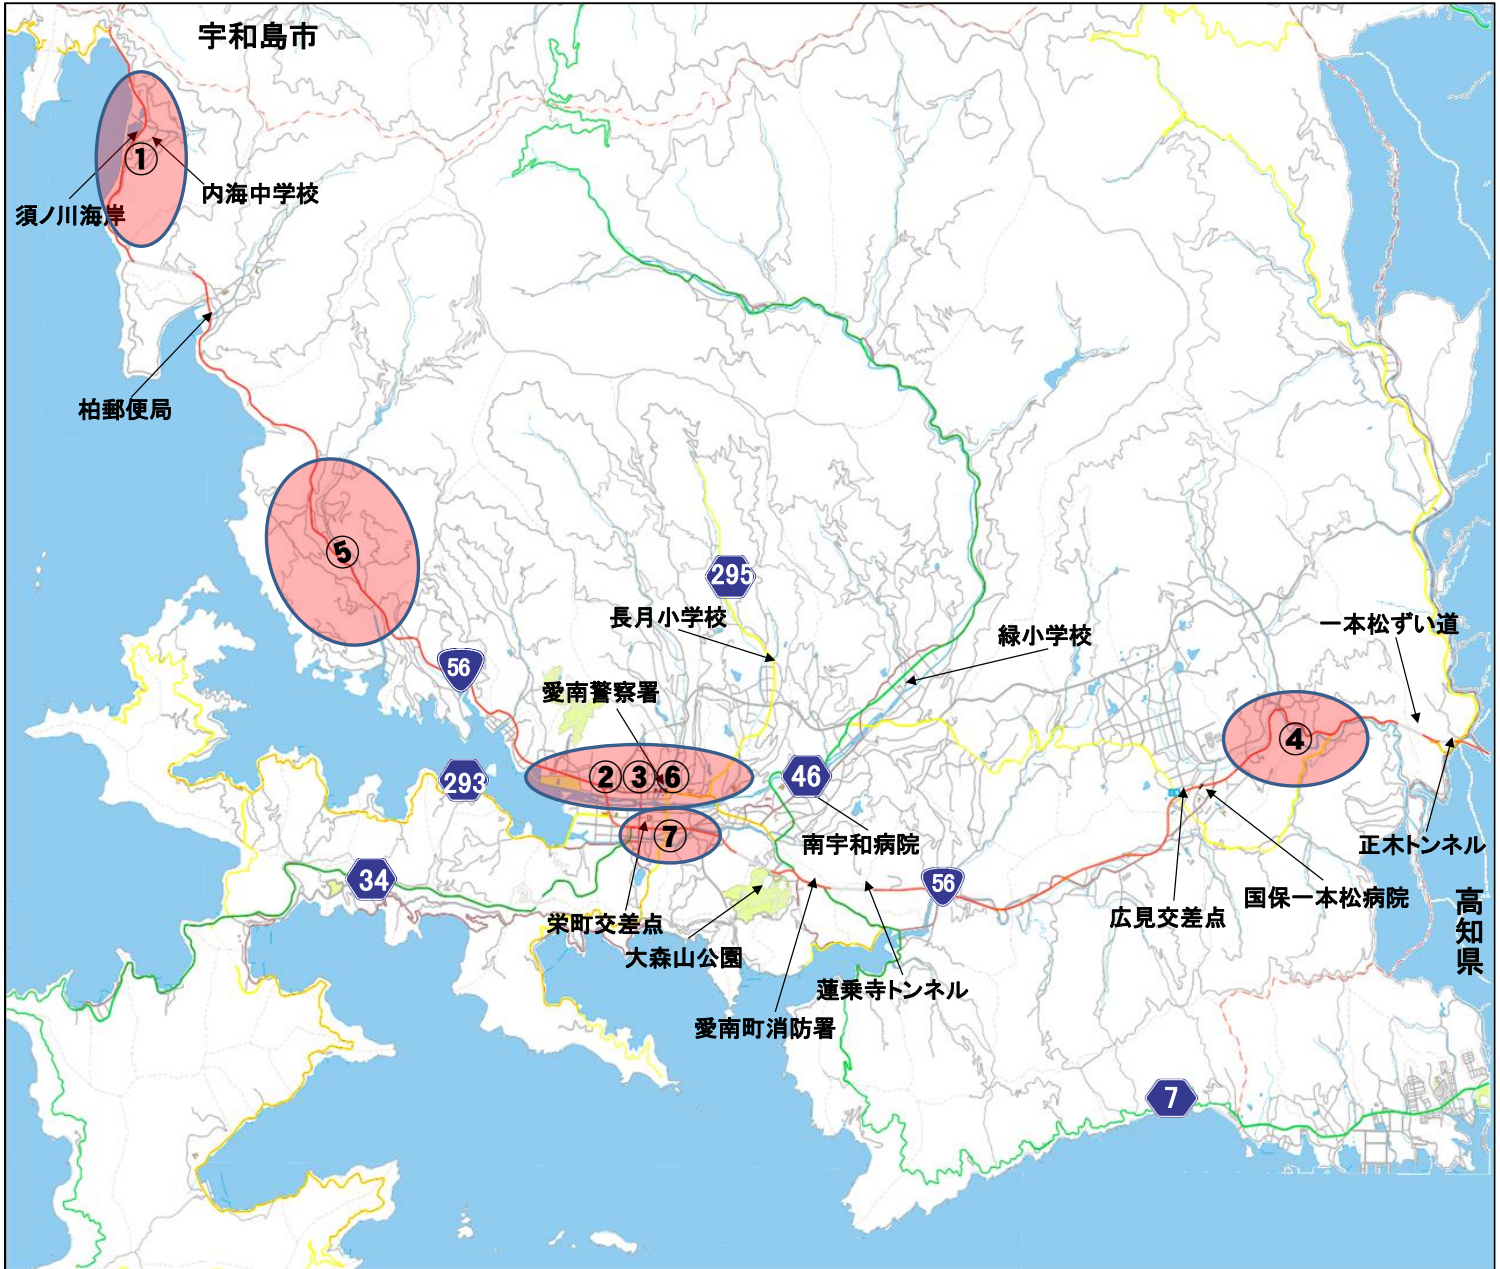 宇和島市
①
内海中学校
須ノ川海岸
柏郵便局
⑤
295
長月小学校
緑小学校
一本松ずい道
56
愛南警察署
④
②③⑥
46
293
⑦
南宇和病院
正木トンネル
34
56
国保一本松病院
広見交差点
高知県
栄町交差点
大森山公園
蓮乗寺トンネル
愛南町消防署
7